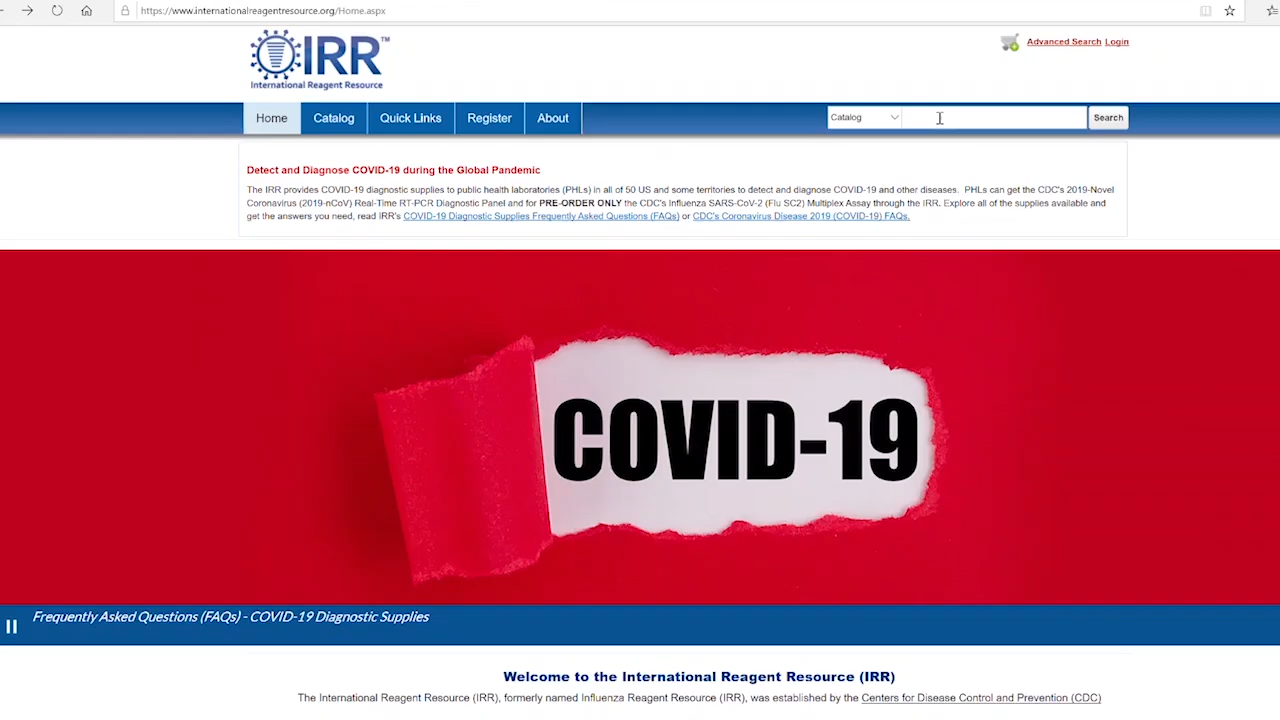 https://www.internationalreagentresource.org/Home.aspx
IRR™
International Reagent Resource
Advanced Search Login
Home Catalog Quick Links Register About Catalog Search
Detect and Diagnose COVID-19 during the Global Pandemic
The IRR provides COVID-19 diagnostic supplies to public health laboratories (PHLs) in all of 50 US and some territories to detect and diagnose COVID-19 and other diseases. PHLs can get the CDC's 2019-Novel
Coronavirus (2019-nCoV) Real-Time RT-PCR Diagnostic Panel and for PRE-ORDER ONLY the CDC's Influenza SARS-CoV-2 (Flu SC2) Multiplex Assay through the IRR. Explore all of the supplies available and
get the answers you need, read IRR's COVID-19 Diagnostic Supplies Frequently Asked Questions (FAQs) or CDC's Coronavirus Disease 2019 (COVID-19) FAQs.
COVID-19
Frequently Asked Questions (FAQs) - COVID-19 Diagnostic Supplies
Welcome to the International Reagent Resource (IRR)
The International Reagent Resource (IRR), formerly named Influenza Reagent Resource (IRR), was established by the Centers for Disease Control and Prevention (CDC)